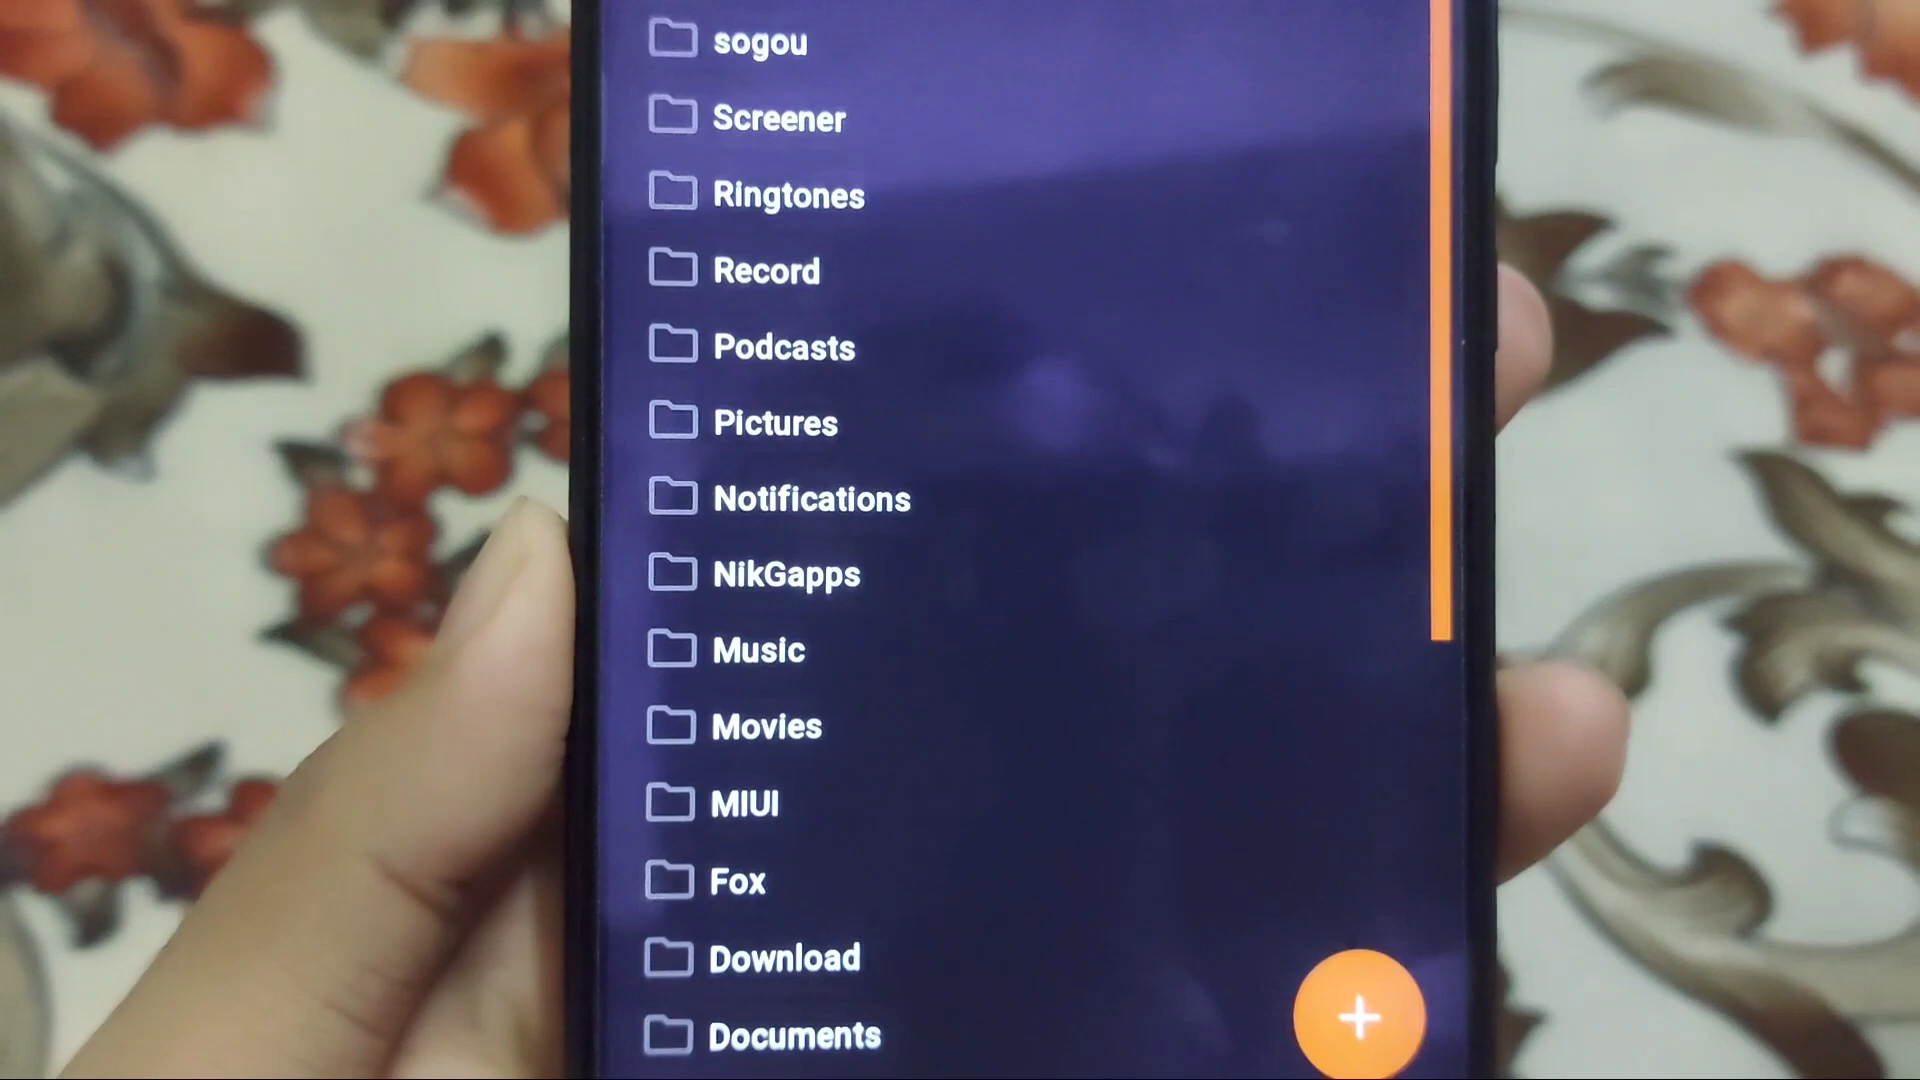 sogou
Screener
Ringtones
Record
Podcasts
Pictures
Notifications
NikGapps
Music
Movies
MIUI
Fox
Download
Documents
+